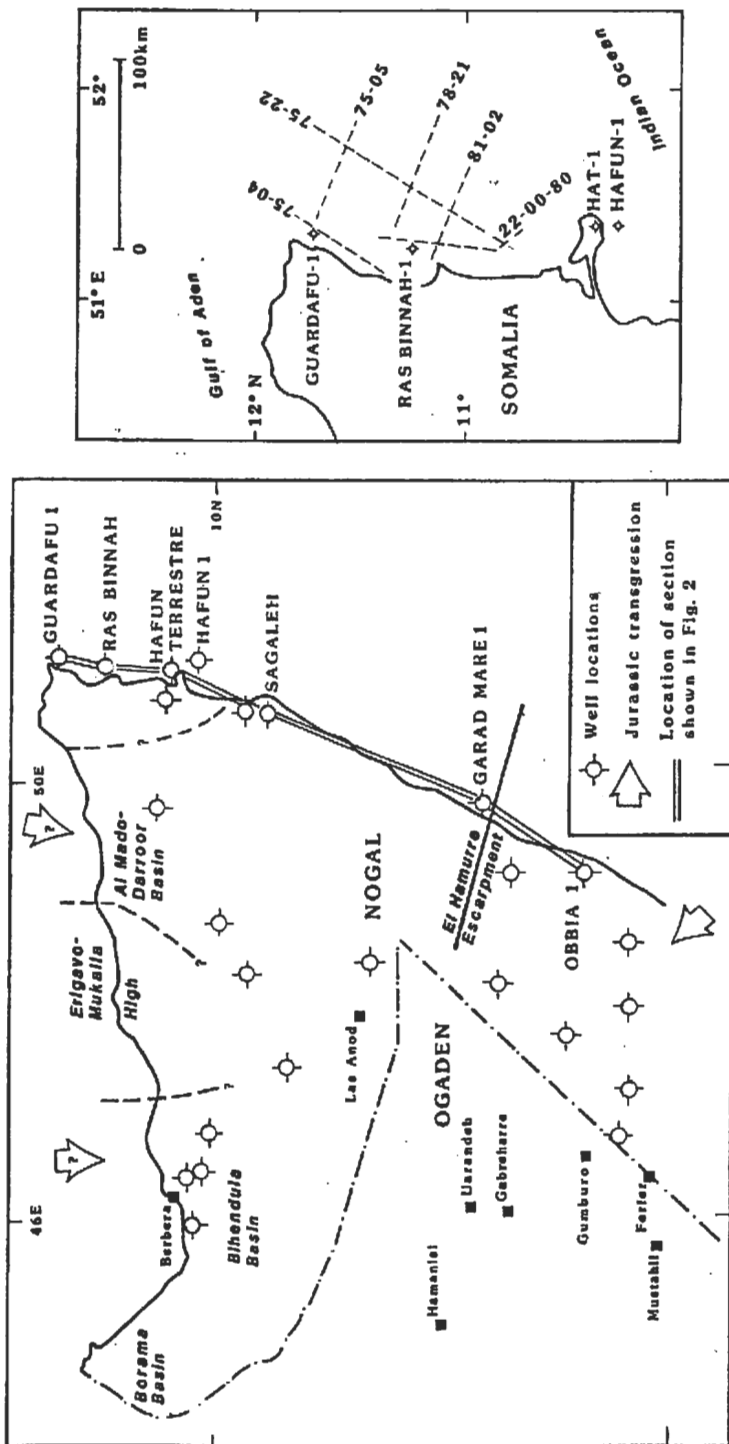 46E
50E
10N
GUARDAFU 1
RAS BINNAH
HAFUN
TERRESTRE
HAFUN 1
SAGALEH
?
?
?
?
?
Erigavo-
Mukalla
High
Al Mado-
Darroor
Basin
Berbera
Bihendula
Basin
Borama
Basin
Las Anod
NOGAL
GARAD MARE 1
El Hamurre
Escarpment
OBBIA 1
OGADEN
Hamaniei
Uarandeb
Gabreharre
Gumburo
Ferfer
Mustahil
Well locations
Jurassic transgression
Location of section
shown in Fig. 2
51° E
52°
0
100km
Gulf of Aden
12° N
11°
GUARDAFU-1
RAS BINNAH-1
SOMALIA
75-04
75-22
75-05
78-21
81-02
22-00-80
HAT-1
HAFUN-1
Indian Ocean